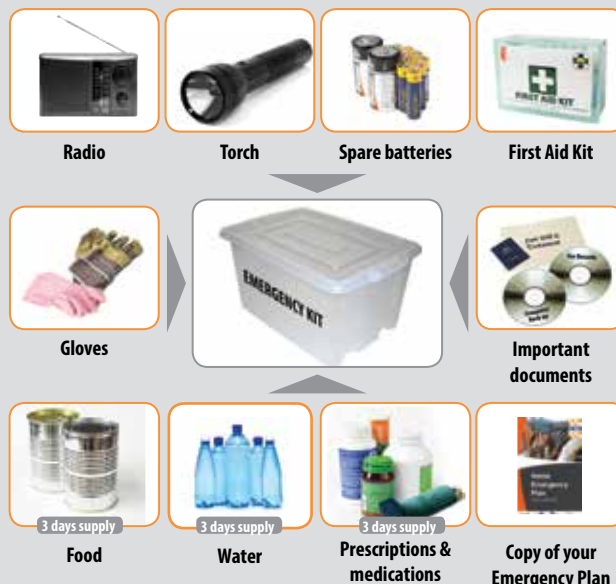 FIRST AID KIT
Radio
Torch
Spare batteries
First Aid Kit
EMERGENCY KIT
Gloves
Important
documents
3 days supply
3 days supply
3 days supply
Home
Emergency
Plan
Food
Water
Prescriptions &
medications
Copy of your
Emergency Plan